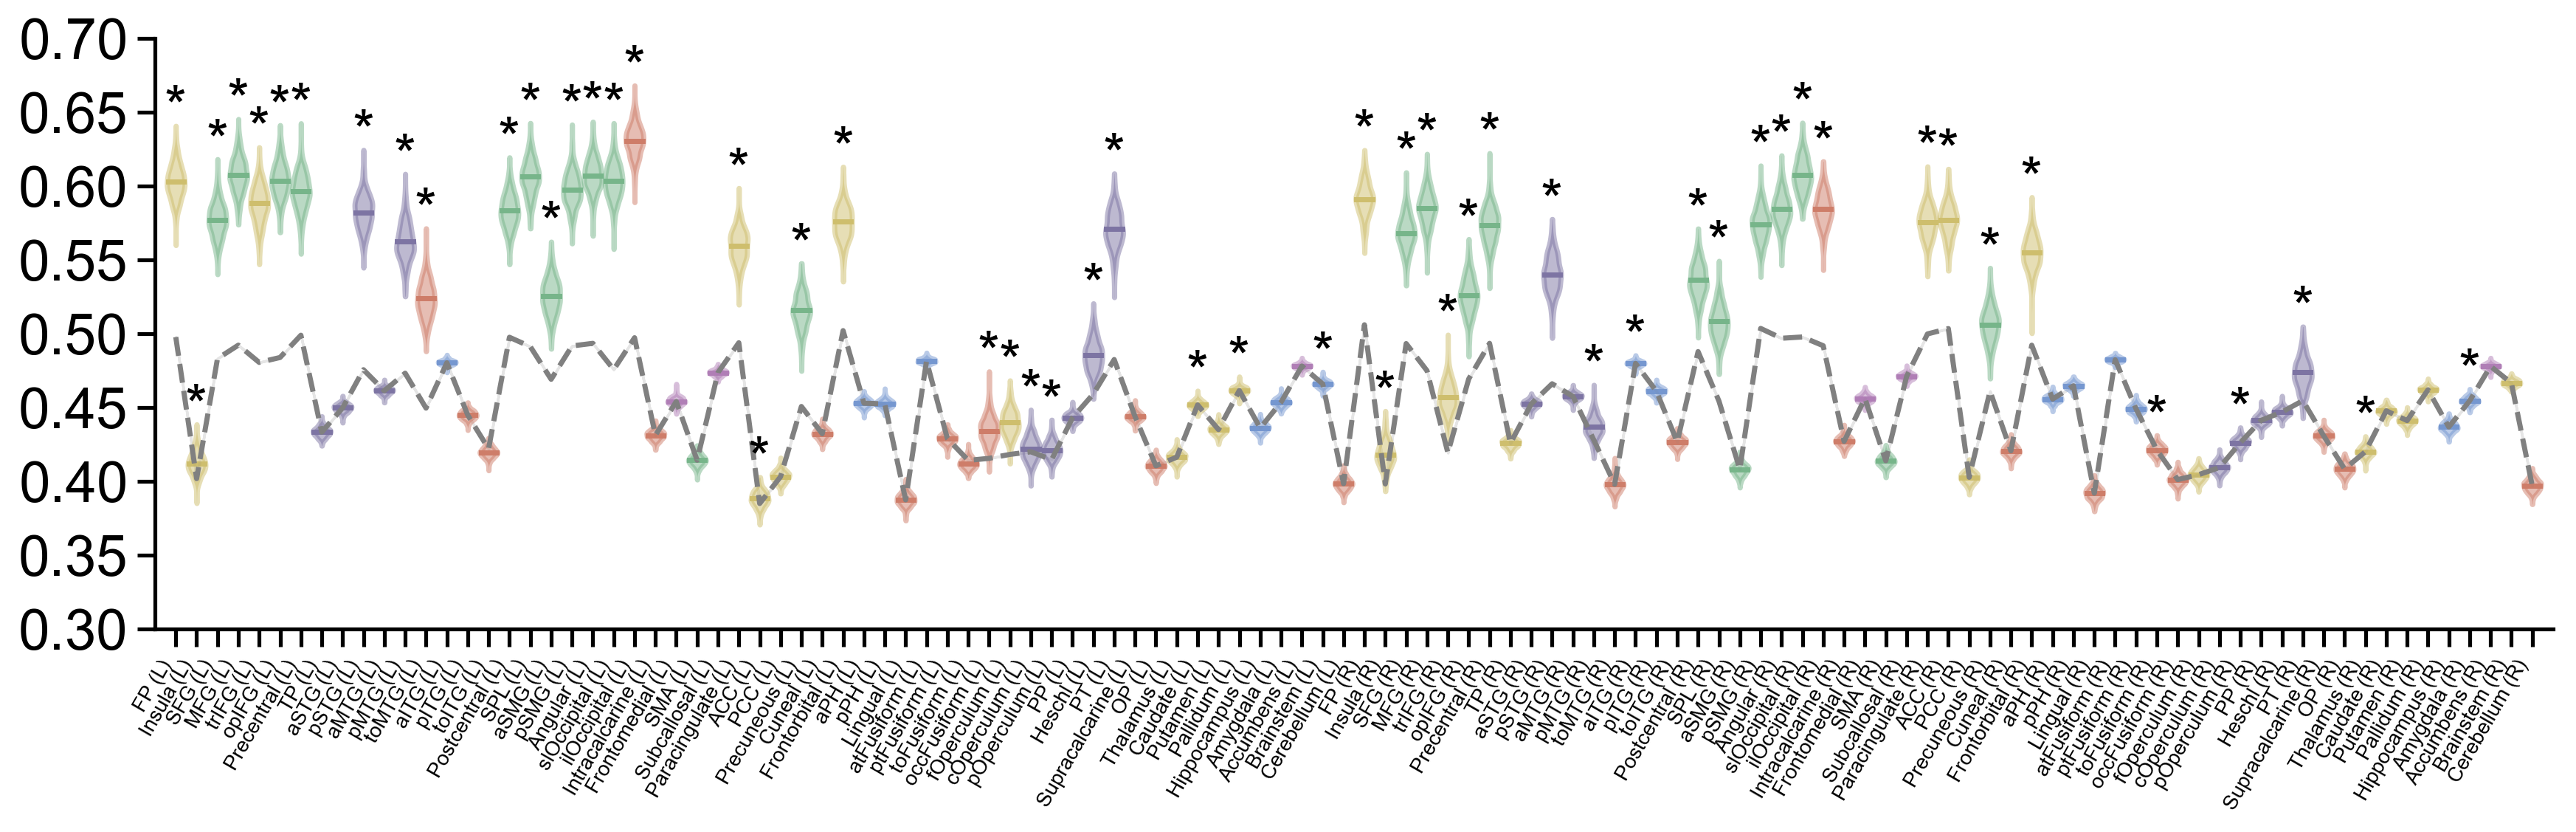 0.70
0.65
0.60
0.55
0.50
0.45
0.40
0.35
0.30
FP (L)
Insula (L)
SFG (L)
MFG (L)
trIFG (L)
opIFG (L)
Precentral (L)
TP (L)
aSTG (L)
pSTG (L)
aMTG (L)
pMTG (L)
toMTG (L)
aITG (L)
pITG (L)
toITG (L)
Postcentral (L)
SPL (L)
aSMG (L)
pSMG (L)
Angular (L)
slOccipital (L)
ilOccipital (L)
Intracalcarine (L)
Frontomedial (L)
SMA (L)
Subcallosal (L)
Paracingulate (L)
ACC (L)
PCC (L)
Precuneous (L)
Cuneal (L)
Frontorbital (L)
aPH (L)
pPH (L)
Lingual (L)
atFusiform (L)
ptFusiform (L)
toFusiform (L)
occFusiform (L)
fOperculum (L)
cOperculum (L)
pOperculum (L)
PP (L)
Heschl (L)
PT (L)
Supracalcarine (L)
OP (L)
Thalamus (L)
Caudate (L)
Putamen (L)
Pallidum (L)
Hippocampus (L)
Amygdala (L)
Accumbens (L)
Brainstem (L)
Cerebellum (L)
FP (R)
Insula (R)
SFG (R)
MFG (R)
trIFG (R)
opIFG (R)
Precentral (R)
TP (R)
aSTG (R)
pSTG (R)
aMTG (R)
pMTG (R)
toMTG (R)
aITG (R)
pITG (R)
toITG (R)
Postcentral (R)
SPL (R)
aSMG (R)
pSMG (R)
Angular (R)
slOccipital (R)
ilOccipital (R)
Intracalcarine (R)
Frontomedial (R)
SMA (R)
Subcallosal (R)
Paracingulate (R)
ACC (R)
PCC (R)
Precuneous (R)
Cuneal (R)
Frontorbital (R)
aPH (R)
pPH (R)
Lingual (R)
atFusiform (R)
ptFusiform (R)
toFusiform (R)
occFusiform (R)
fOperculum (R)
cOperculum (R)
pOperculum (R)
PP (R)
Heschl (R)
PT (R)
Supracalcarine (R)
OP (R)
Thalamus (R)
Caudate (R)
Putamen (R)
Pallidum (R)
Hippocampus (R)
Amygdala (R)
Accumbens (R)
Brainstem (R)
Cerebellum (R)